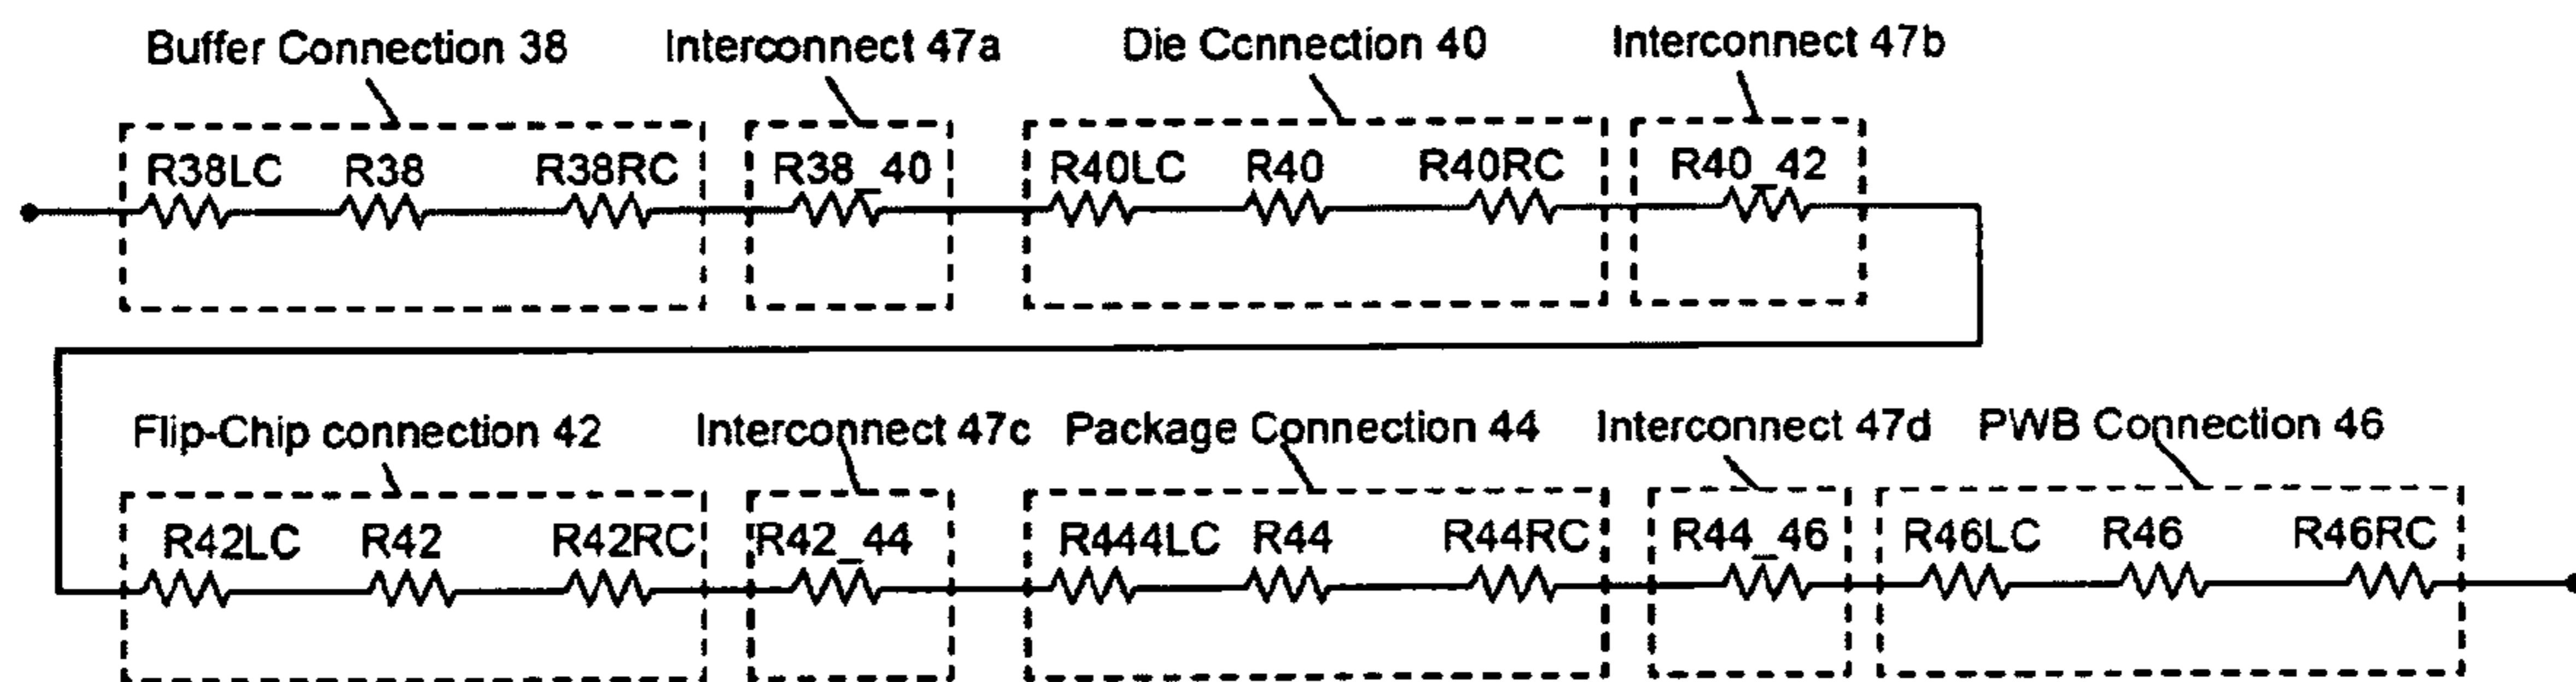 Buffer Connection 38 Interconnect 47a Die Connection 40 Interconnect 47b
R38LC R38 R38RC R38_40 R40LC R40 R40RC R40_42
Flip-Chip connection 42 Interconnect 47c Package Connection 44 Interconnect 47d PWB Connection 46
R42LC R42 R42RC R42_44 R444LC R44 R44RC R44_46 R46LC R46 R46RC